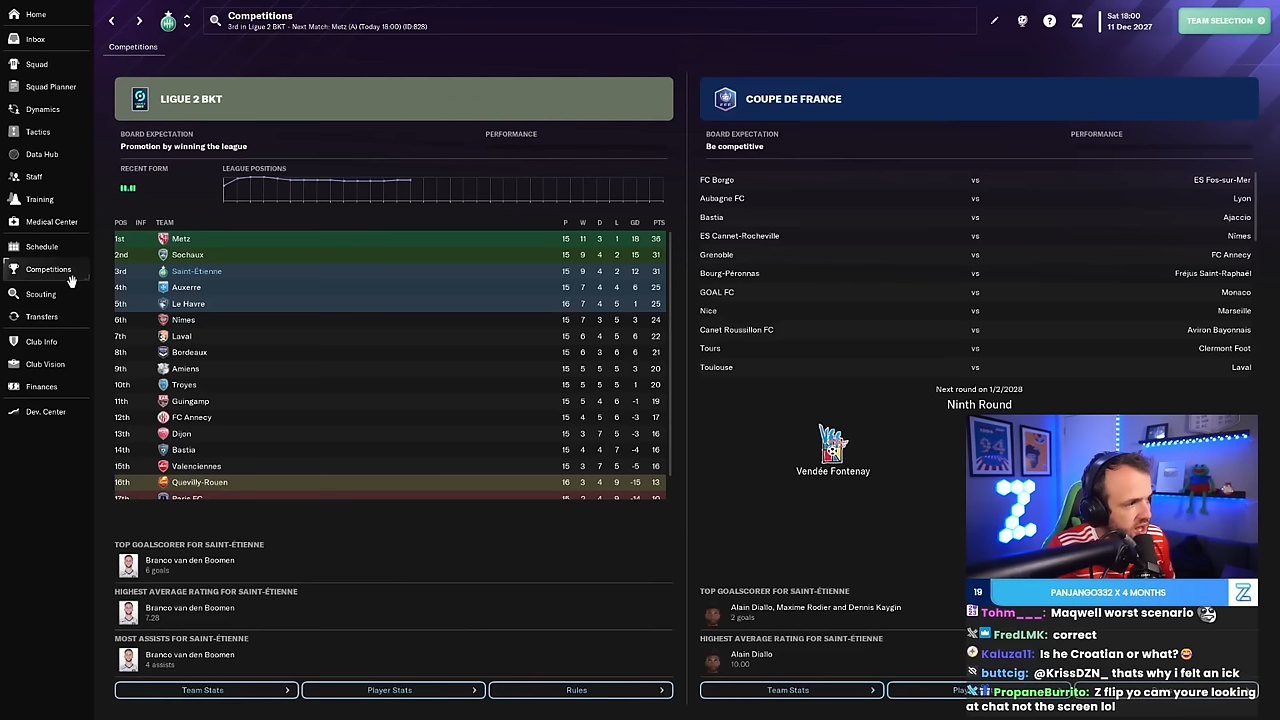 Home
Inbox
Squad
Squad Planner
Dynamics
Tactics
Data Hub
Staff
Training
Medical Center
Schedule
Competitions
Scouting
Transfers
Club Info
Club Vision
Finances
Dev. Center
Competitions
3rd in Ligue 2 BKT - Next Match: Metz (A) (Today 18:00) (ID:828)
Sat 18:00
11 Dec 2027
TEAM SELECTION
Competitions
LIGUE 2 BKT
BOARD EXPECTATION PERFORMANCE
Promotion by winning the league
RECENT FORM LEAGUE POSITIONS
POS INF TEAM P W D L GD PTS
1st Metz 15 11 3 1 18 36
2nd Sochaux 15 9 4 2 15 31
3rd Saint-Étienne 15 9 4 2 12 31
4th Auxerre 15 7 4 4 6 25
5th Le Havre 16 7 4 5 1 25
6th Nîmes 15 7 3 5 3 24
7th Laval 15 6 4 5 6 22
8th Bordeaux 15 6 3 6 6 21
9th Amiens 15 5 5 5 3 20
10th Troyes 15 5 5 5 1 20
11th Guingamp 15 5 4 6 -1 19
12th FC Annecy 15 4 5 6 -3 17
13th Dijon 15 3 7 5 -3 16
14th Bastia 15 4 4 7 -4 16
15th Valenciennes 15 3 7 5 -5 16
16th Quevilly-Rouen 16 3 4 9 -15 13
17th Paris FC 15 2 4 9 -14 10
TOP GOALSCORER FOR SAINT-ÉTIENNE
Branco van den Boomen
6 goals
HIGHEST AVERAGE RATING FOR SAINT-ÉTIENNE
Branco van den Boomen
7.28
MOST ASSISTS FOR SAINT-ÉTIENNE
Branco van den Boomen
4 assists
Team Stats
Player Stats
Rules
COUPE DE FRANCE
BOARD EXPECTATION PERFORMANCE
Be competitive
FC Borgo vs ES Fos-sur-Mer
Aubagne FC vs Lyon
Bastia vs Ajaccio
ES Cannet-Rocheville vs Nîmes
Grenoble vs FC Annecy
Bourg-Péronnas vs Fréjus Saint-Raphaël
GOAL FC vs Monaco
Nice vs Marseille
Canet Roussillon FC vs Aviron Bayonnais
Tours vs Clermont Foot
Toulouse vs Laval
Next round on 1/2/2028
Ninth Round
Vendée Fontenay
TOP GOALSCORER FOR SAINT-ÉTIENNE
Alain Diallo, Maxime Rodier and Dennis Kaygin
2 goals
HIGHEST AVERAGE RATING FOR SAINT-ÉTIENNE
Alain Diallo
10.00
Team Stats
94
19 PANJANGO332 X 4 MONTHS
Tohm___: Maqwell worst scenario
FredLMK: correct
Kaluza11: Is he Croatian or what?
buttcig: @KrissDZN_ thats why i felt an ick
PropaneBurrito: Z flip yo cam youre looking
at chat not the screen lol